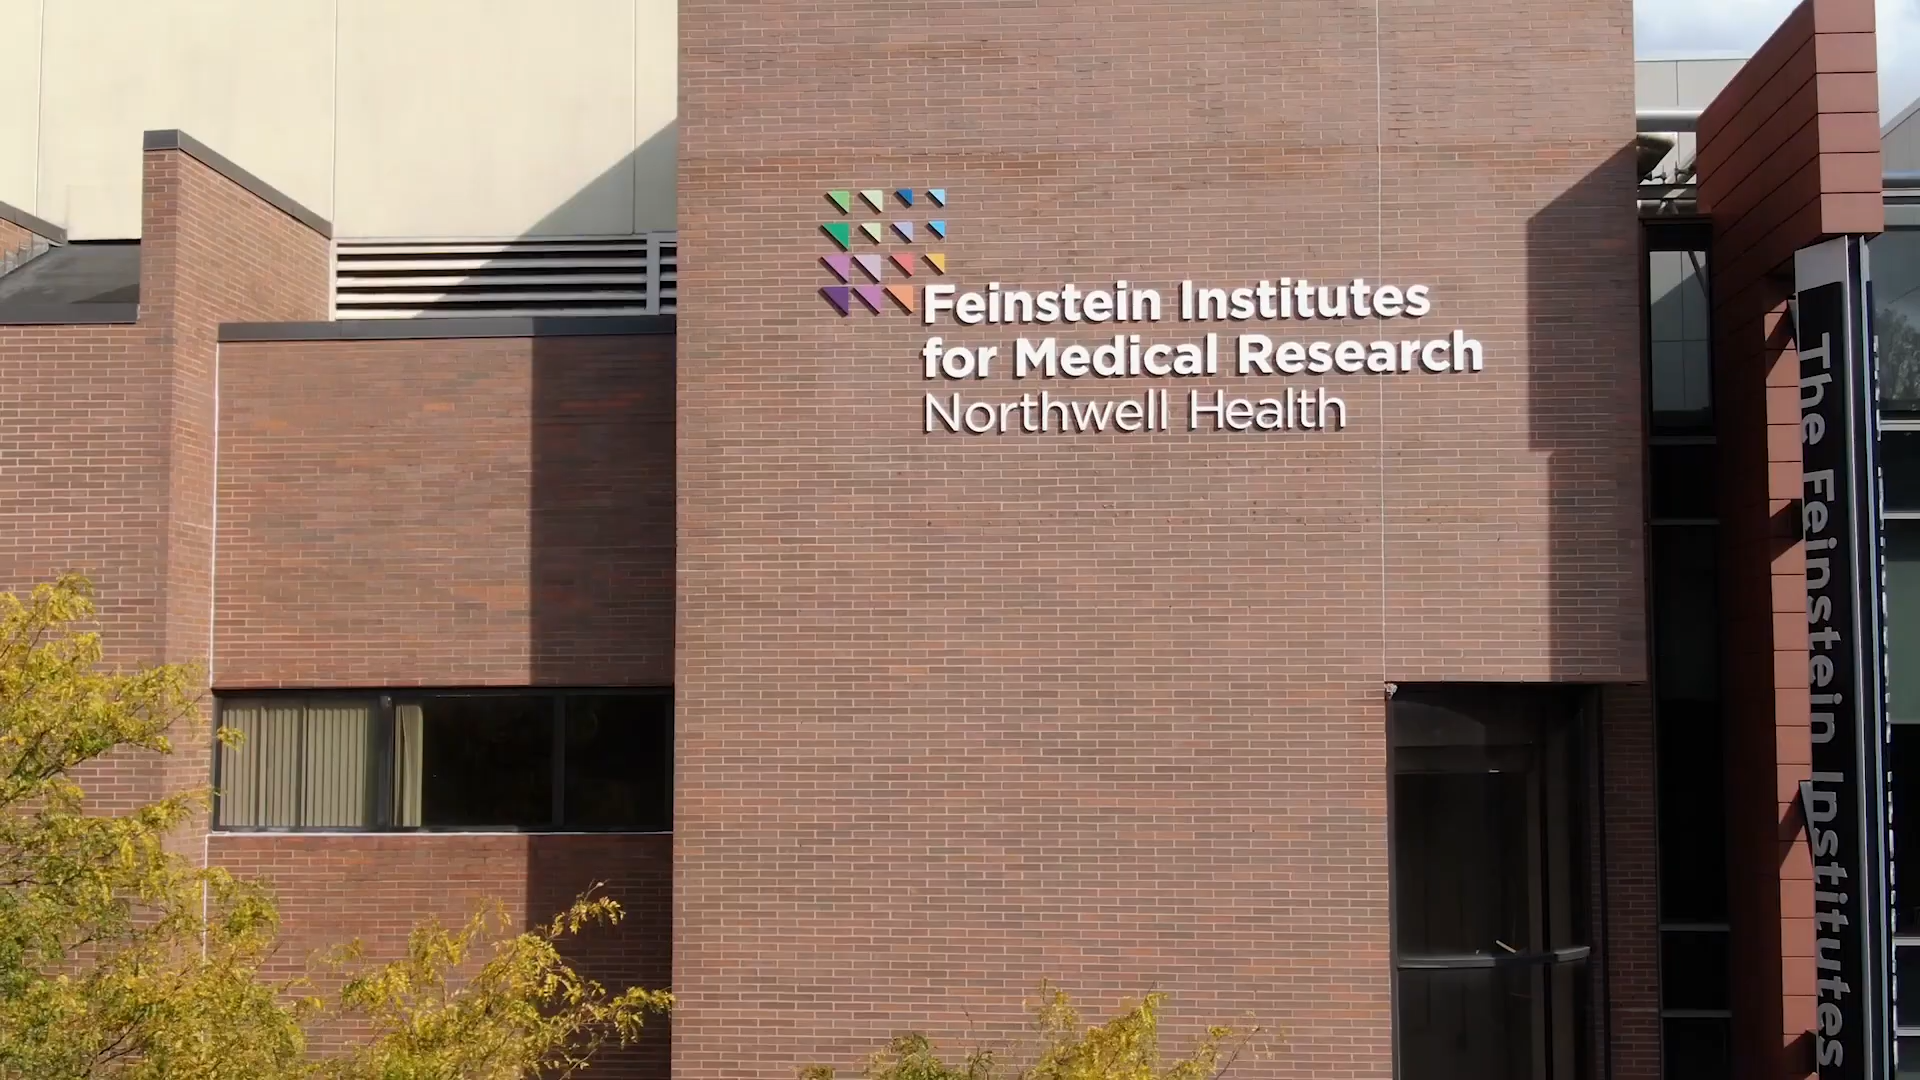 Feinstein Institutes
for Medical Research
Northwell Health
The Feinstein Institutes